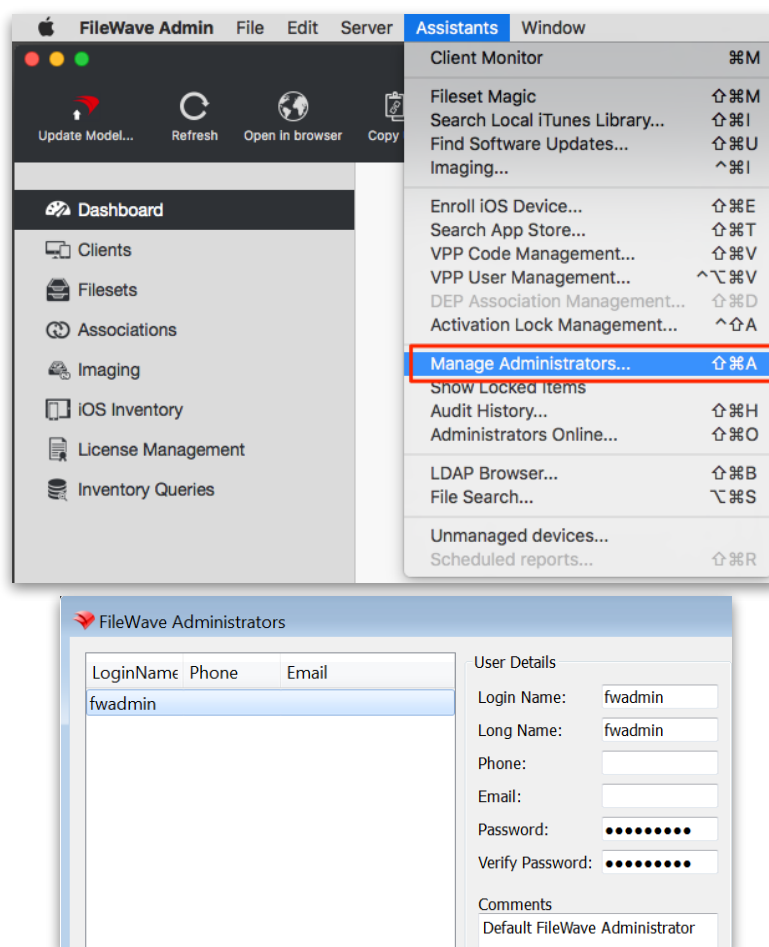 FileWave Admin File Edit Server Assistants Window
Update Model... Refresh Open in browser Copy
Dashboard
Clients
Filesets
Associations
Imaging
iOS Inventory
License Management
Inventory Queries
Client Monitor ⌘M
Fileset Magic ⇧⌘M
Search Local iTunes Library... ⇧⌘I
Find Software Updates... ⇧⌘U
Imaging... ^⌘I
Enroll iOS Device... ⇧⌘E
Search App Store... ⇧⌘T
VPP Code Management... ⇧⌘V
VPP User Management... ^⌥⌘V
DEP Association Management... ⇧⌘D
Activation Lock Management... ^⇧A
Manage Administrators... ⇧⌘A
Show Locked Items
Audit History... ⇧⌘H
Administrators Online... ⇧⌘O
LDAP Browser... ⇧⌘B
File Search... ⌥⌘S
Unmanaged devices...
Scheduled reports... ⇧⌘R
FileWave Administrators
LoginName Phone Email
fwadmin
User Details
Login Name: fwadmin
Long Name: fwadmin
Phone:
Email:
Password: ●●●●●●●●●
Verify Password: ●●●●●●●●●
Comments
Default FileWave Administrator